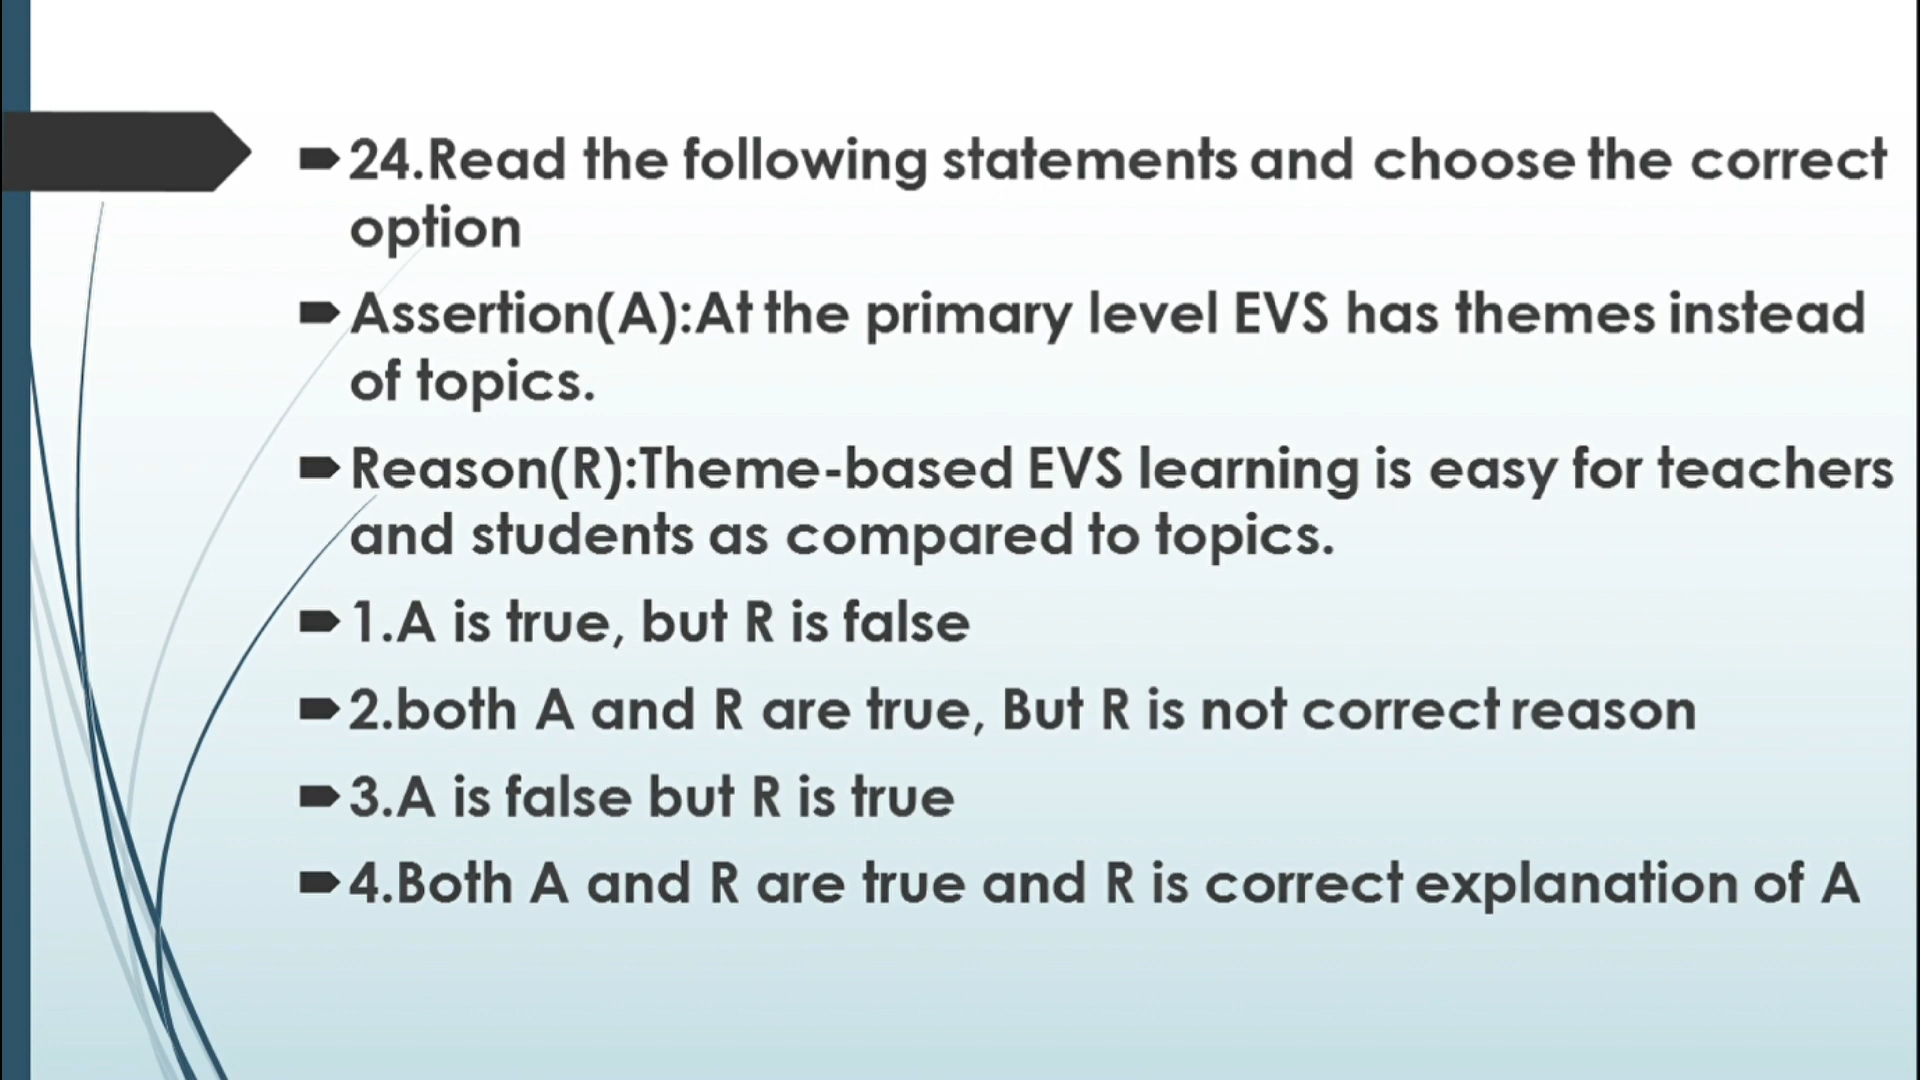 24.Read the following statements and choose the correct
option
Assertion(A):At the primary level EVS has themes instead
of topics.
Reason(R):Theme-based EVS learning is easy for teachers
and students as compared to topics.
1.A is true, but R is false
2.both A and R are true, But R is not correct reason
3.A is false but R is true
4.Both A and R are true and R is correct explanation of A